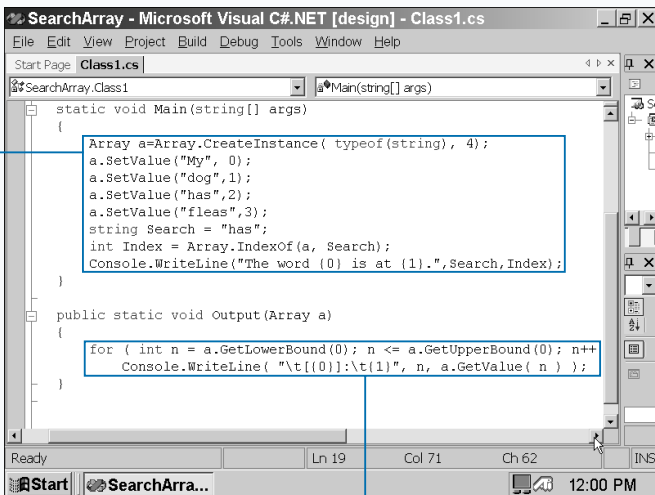 SearchArray - Microsoft Visual C#.NET [design] - Class1.cs
File Edit View Project Build Debug Tools Window Help
Start Page Class1.cs
SearchArray.Class1 Main(string[] args)
static void Main(string[] args)
{
Array a=Array.CreateInstance( typeof(string), 4);
a.SetValue("My", 0);
a.SetValue("dog",1);
a.SetValue("has",2);
a.SetValue("fleas",3);
string Search = "has";
int Index = Array.IndexOf(a, Search);
Console.WriteLine("The word {0} is at {1}.",Search,Index);
}
public static void Output(Array a)
{
for ( int n = a.GetLowerBound(0); n <= a.GetUpperBound(0); n++
Console.WriteLine( "\t[{0}]:\t{1}", n, a.GetValue( n ) );
}
Ready Ln 19 Col 71 Ch 62 INS
Start SearchArra... 12:00 PM